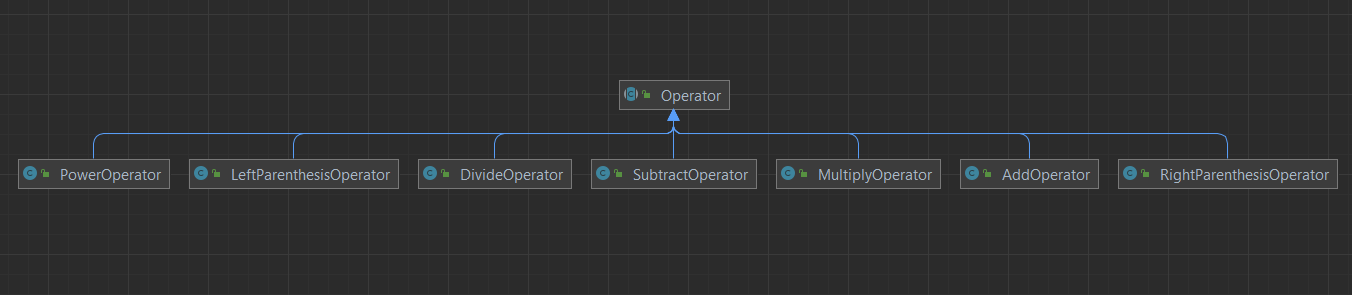 Operator
PowerOperator
LeftParenthesisOperator
DivideOperator
SubtractOperator
MultiplyOperator
AddOperator
RightParenthesisOperator